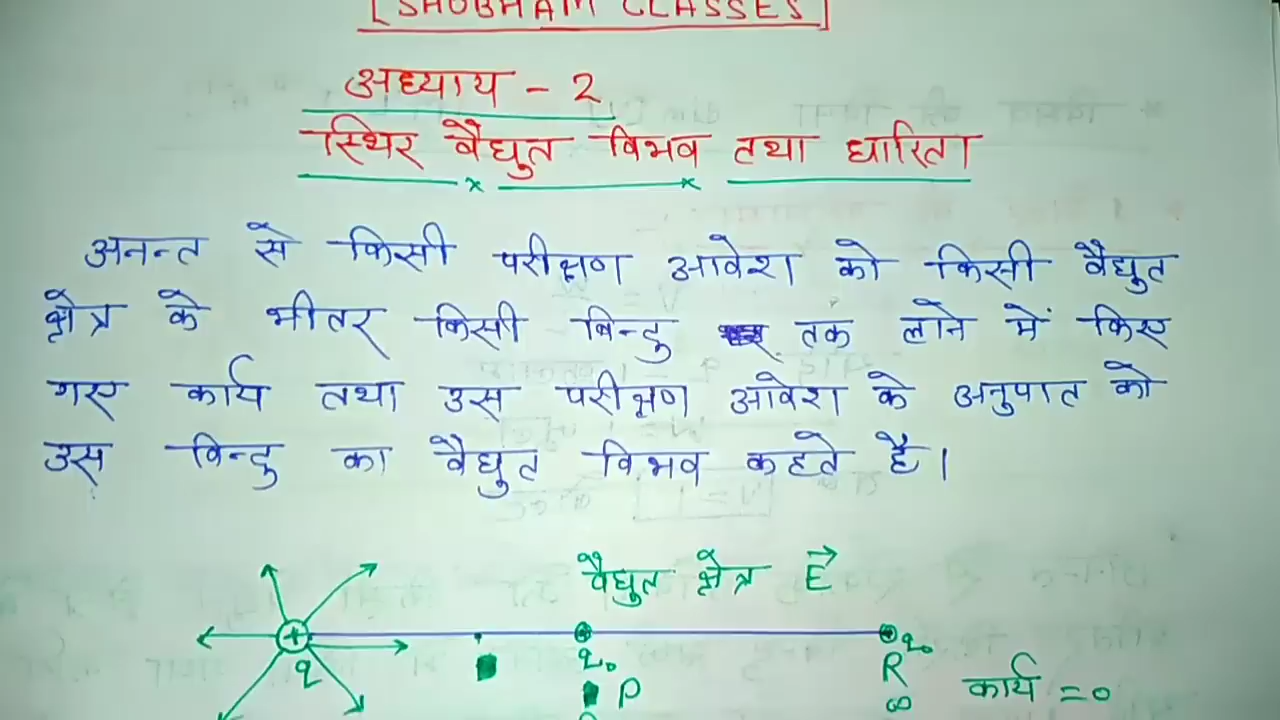 [ SHUBHAM CLASSES ]
अध्याय - 2
स्थिर वैद्युत विभव तथा धारिता
अनन्त से किसी परीक्षण आवेश को किसी वैद्युत
क्षेत्र के भीतर किसी बिन्दु तक लाने में किए
गए कार्य तथा उस परीक्षण आवेश के अनुपात को
उस बिन्दु का वैद्युत विभव कहते है।
वैद्युत क्षेत्र E⃗
+ q₀ q₀
q P R कार्य = 0
∞